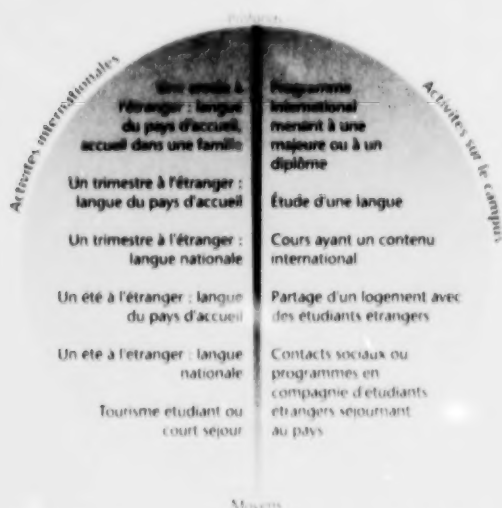 Profonds
Activités internationales
Activités sur le campus
Une année à
l'étranger : langue
du pays d'accueil,
accueil dans une famille
Un trimestre à l'étranger :
langue du pays d'accueil
Un trimestre à l'étranger :
langue nationale
Un été à l'étranger : langue
du pays d'accueil
Un été à l'étranger : langue
nationale
Tourisme étudiant ou
court séjour
Programme
international
menant à une
majeure ou à un
diplôme
Étude d'une langue
Cours ayant un contenu
international
Partage d'un logement avec
des étudiants étrangers
Contacts sociaux ou
programmes en
compagnie d'étudiants
étrangers séjournant
au pays
Moyens